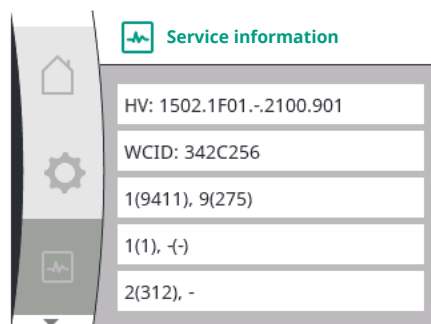 Service information
HV: 1502.1F01.-.2100.901
WCID: 342C256
1(9411), 9(275)
1(1), -(-)
2(312), -